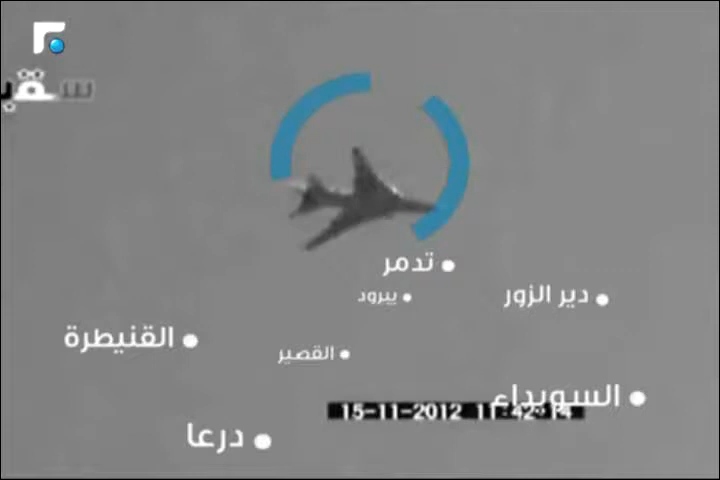 تدمر
دير الزور
يبرود
القنيطرة
القصير
السويداء
15-11-2012 11:42:14
درعا